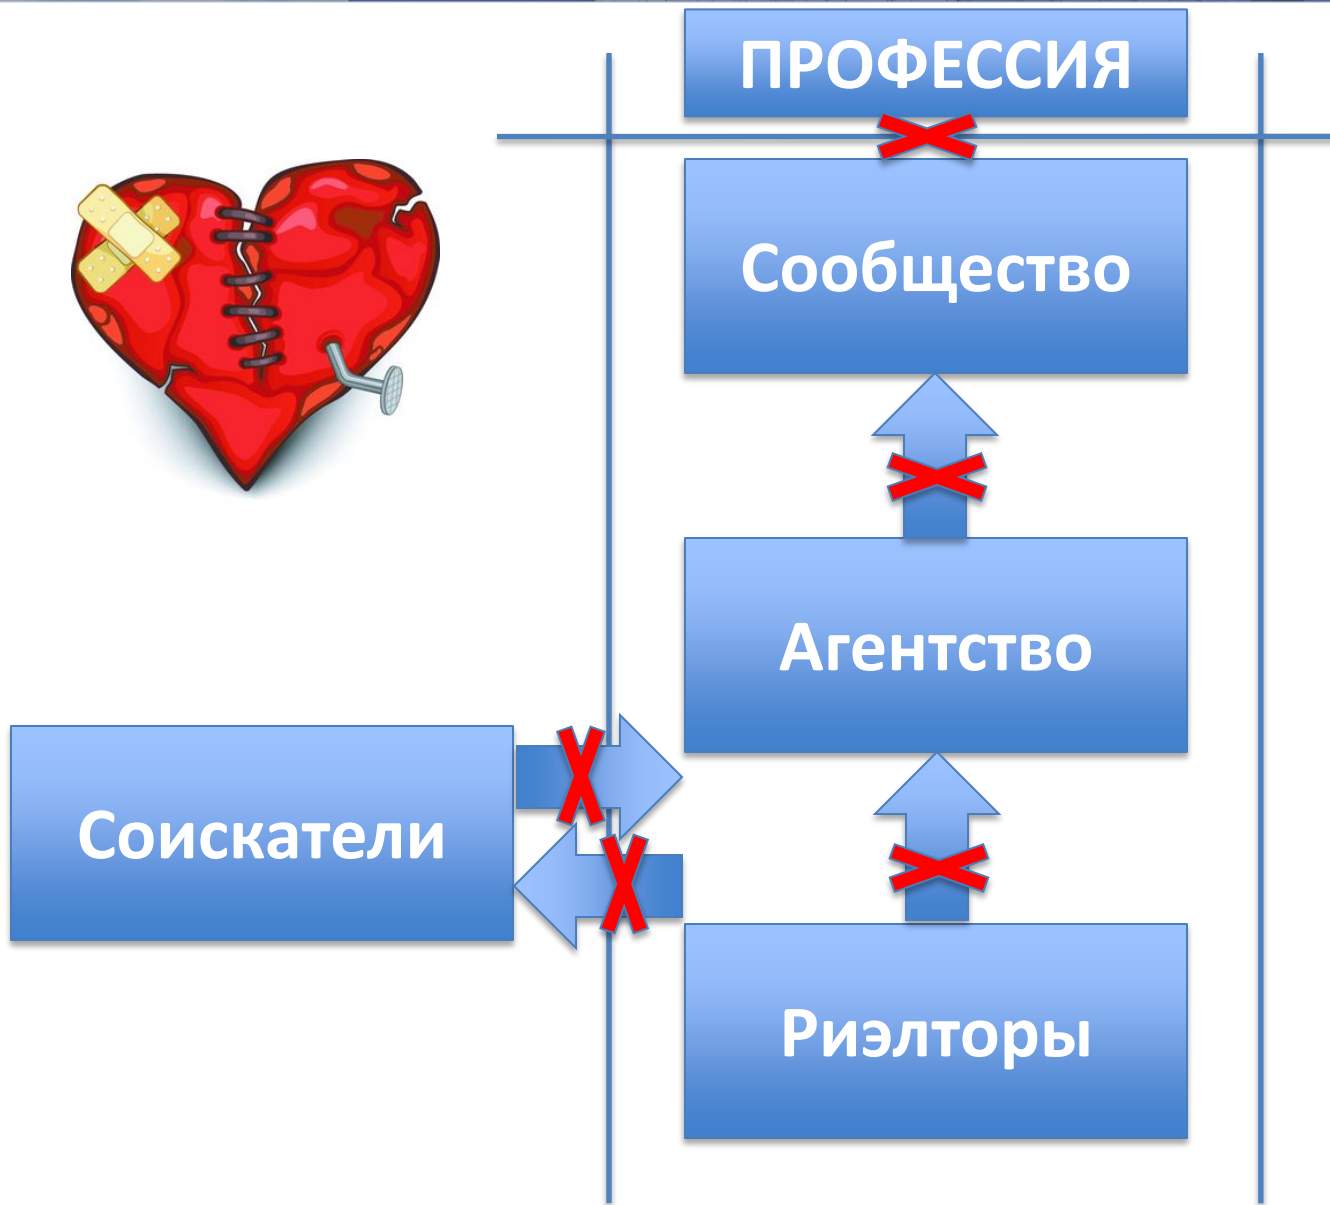 ПРОФЕССИЯ
Сообщество
Агентство
Соискатели
Риэлторы